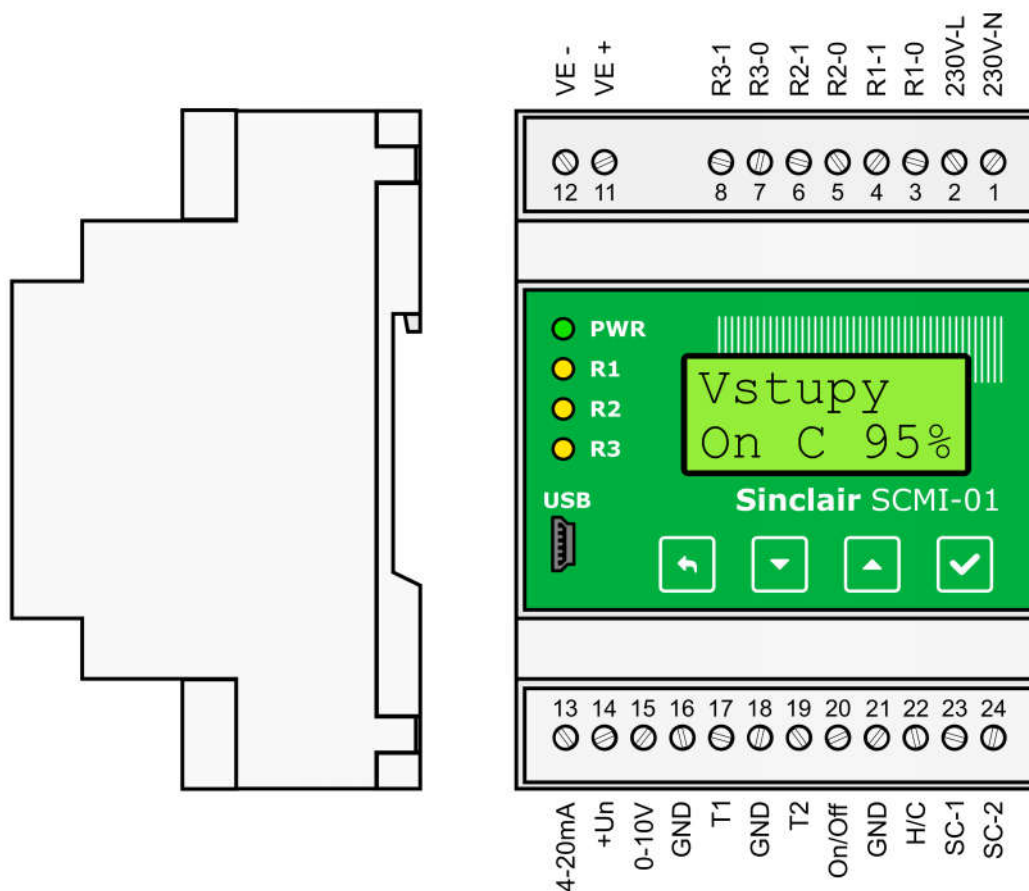 VE - VE + R3-1 R3-0 R2-1 R2-0 R1-1 R1-0 230V-L 230V-N
12 11 8 7 6 5 4 3 2 1
PWR
R1
R2
R3
Vstupy
On C 95%
USB
Sinclair SCMI-01
13 14 15 16 17 18 19 20 21 22 23 24
4-20mA +Un 0-10V GND T1 GND T2 On/Off GND H/C SC-1 SC-2